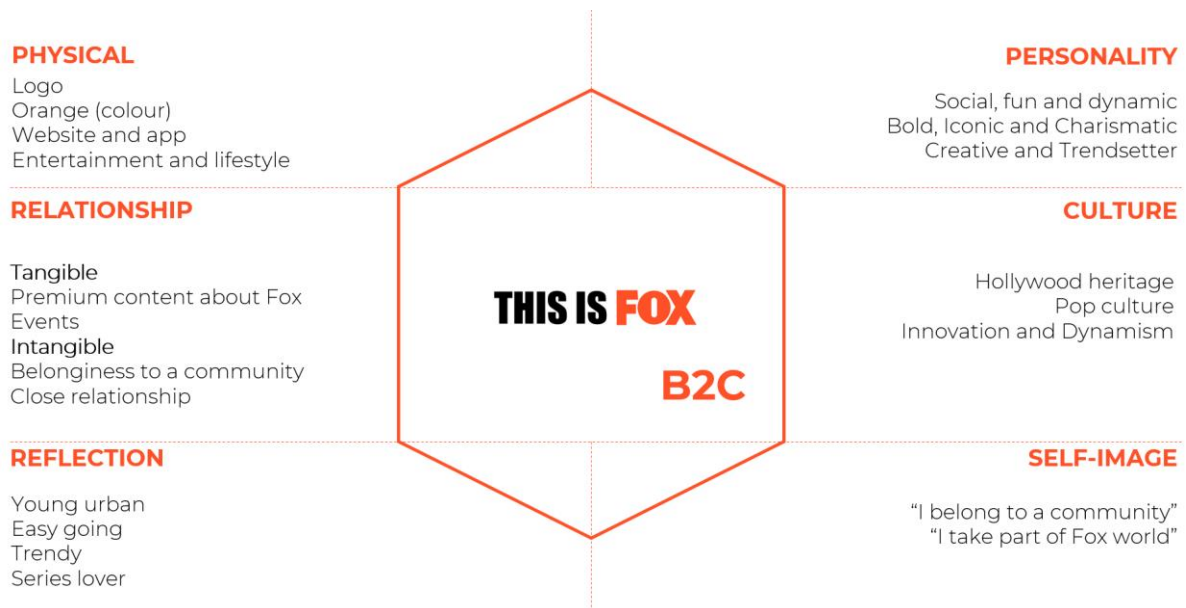 PHYSICAL
Logo
Orange (colour)
Website and app
Entertainment and lifestyle
PERSONALITY
Social, fun and dynamic
Bold, Iconic and Charismatic
Creative and Trendsetter
RELATIONSHIP
Tangible
Premium content about Fox
Events
Intangible
Belonginess to a community
Close relationship
THIS IS FOX
B2C
CULTURE
Hollywood heritage
Pop culture
Innovation and Dynamism
REFLECTION
Young urban
Easy going
Trendy
Series lover
SELF-IMAGE
“I belong to a community”
“I take part of Fox world”